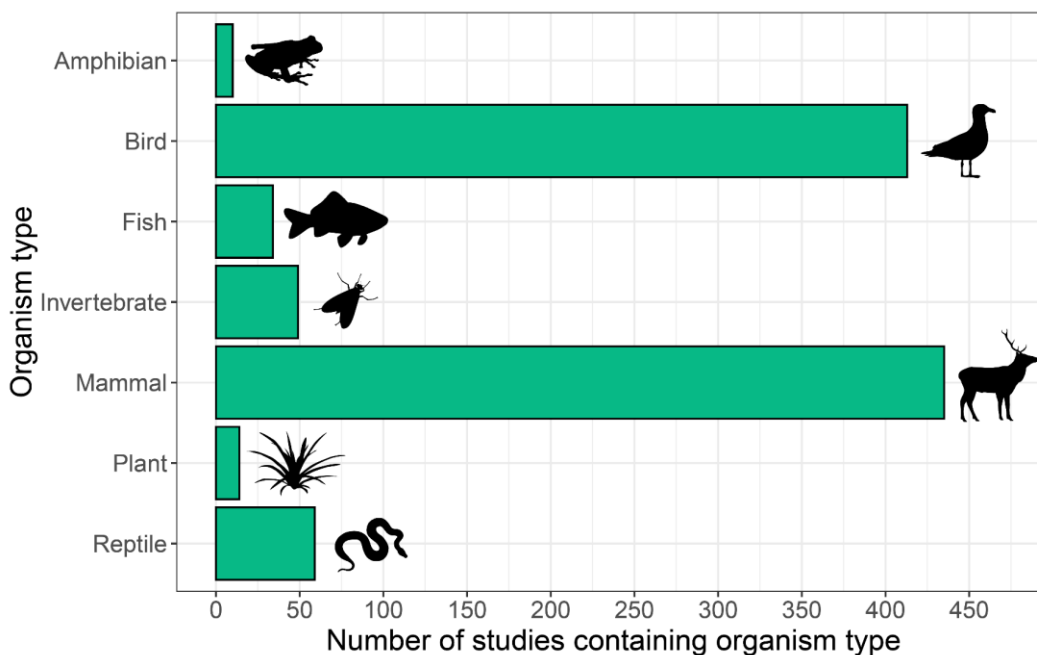 Organism type
Amphibian
Bird
Fish
Invertebrate
Mammal
Plant
Reptile
0 50 100 150 200 250 300 350 400 450
Number of studies containing organism type